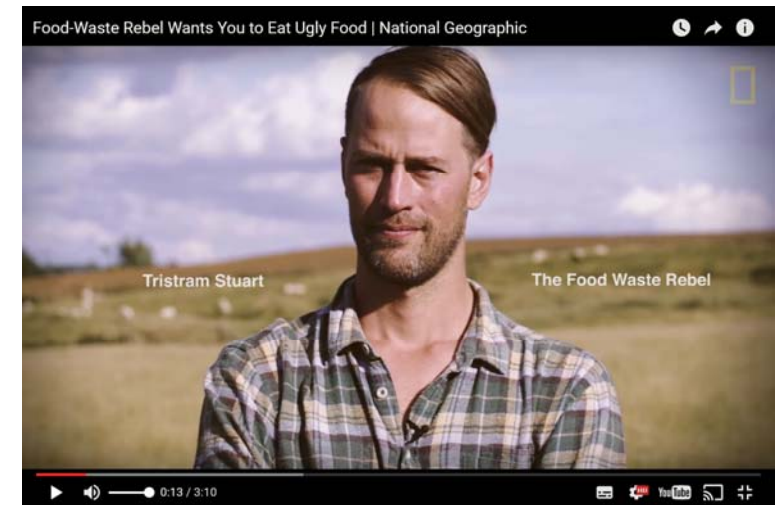 Food-Waste Rebel Wants You to Eat Ugly Food | National Geographic
Tristram Stuart
The Food Waste Rebel
0:13 / 3:10
YouTube